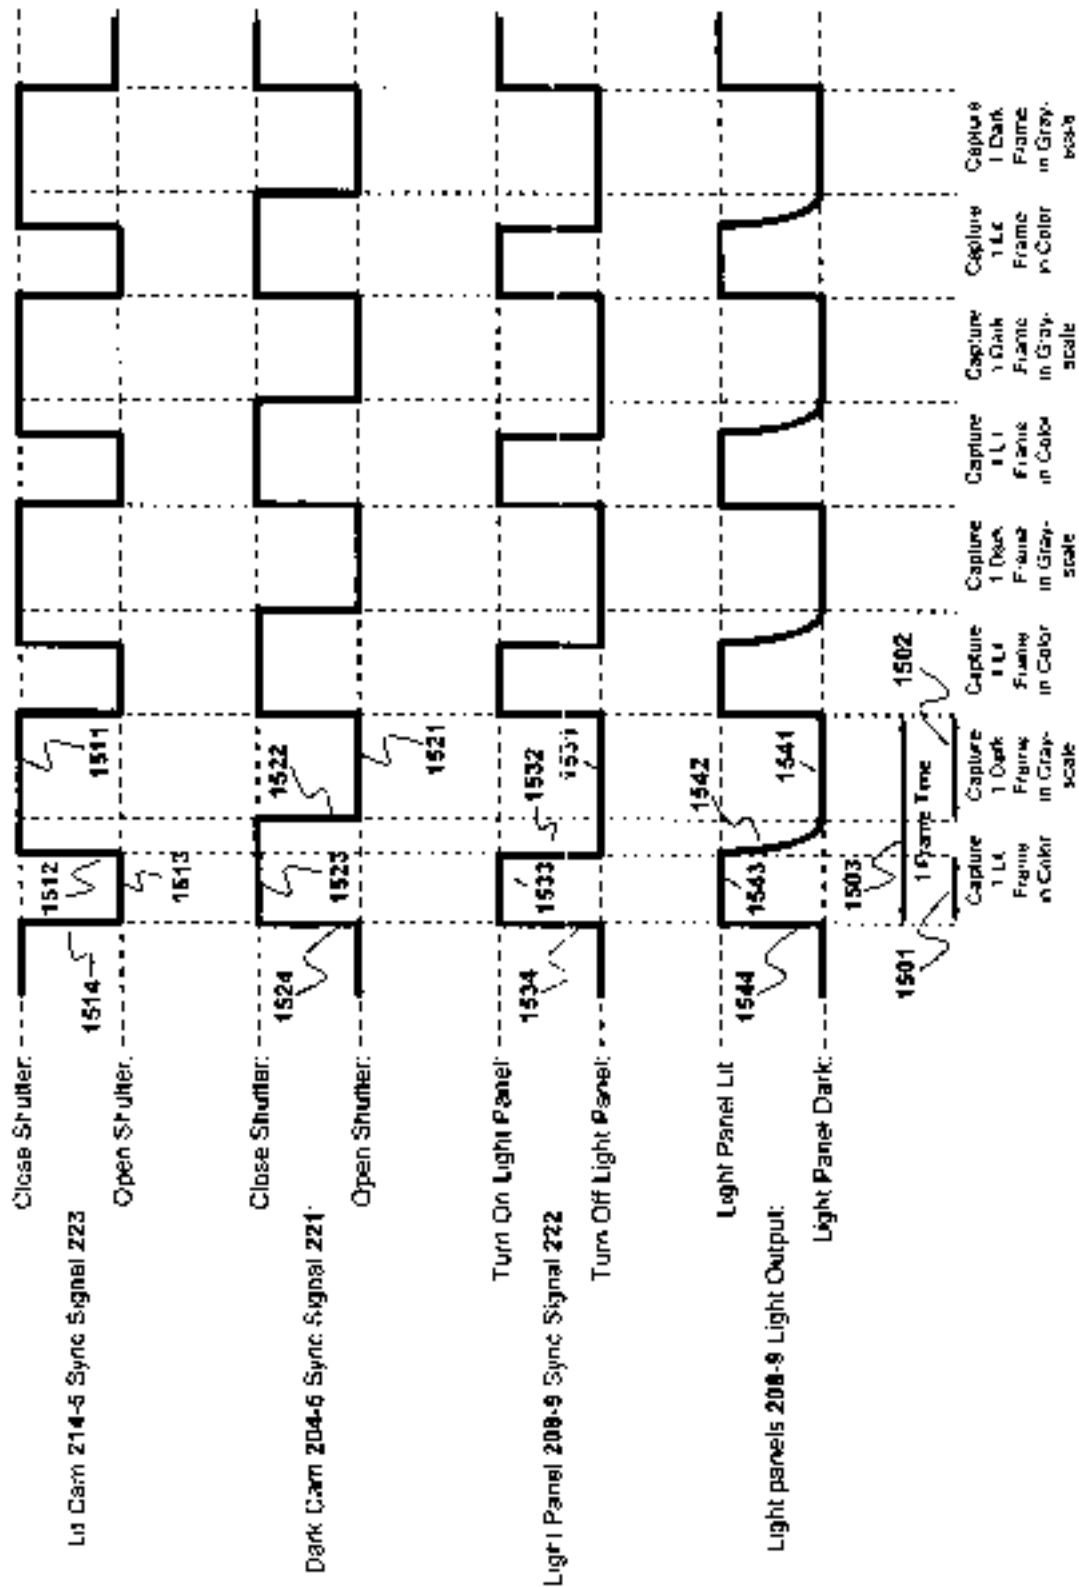 Lit Cam 214-5 Sync Signal 223
Close Shutter:
Open Shutter:
1514
1512
1513
1511
Dark Cam 204-5 Sync Signal 221:
Close Shutter:
Open Shutter:
1524
1523
1522
1521
Light Panel 208-9 Sync Signal 222
Turn On Light Panel:
Turn Off Light Panel:
1534
1533
1532
1531
Light panels 208-9 Light Output:
Light Panel Lit
Light Panel Dark:
1544
1543
1542
1541
1503
1 Frame Time
1501
1502
Capture
1 Lit
Frame
in Color
Capture
1 Dark
Frame
in Gray-
scale
Capture
1 Lit
Frame
in Color
Capture
1 Dark
Frame
in Gray-
scale
Capture
1 Lit
Frame
in Color
Capture
1 Dark
Frame
in Gray-
scale
Capture
1 Lit
Frame
in Color
Capture
1 Dark
Frame
in Gray-
scale